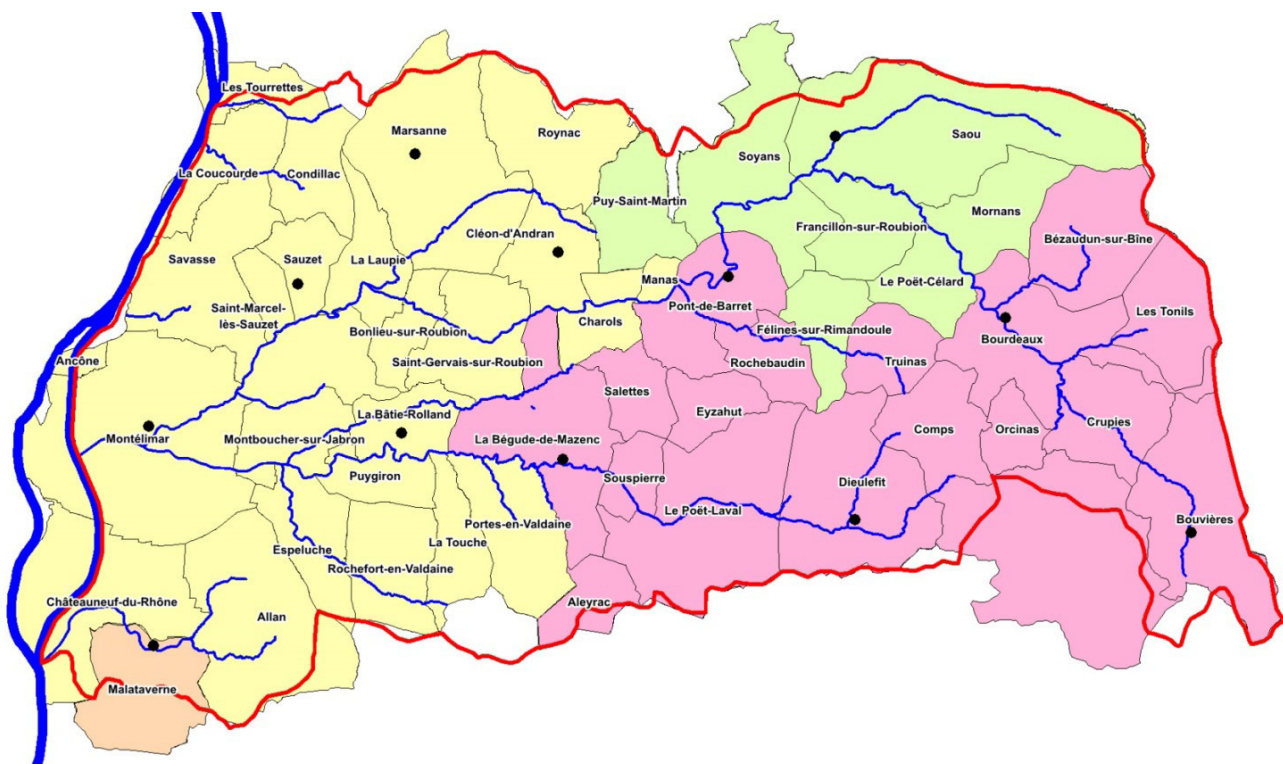 Les Tourrettes
Marsanne
Roynac
Saou
Soyans
La Coucourde
Condillac
Puy-Saint-Martin
Mornans
Francillon-sur-Roubion
Cléon-d'Andran
Bézaudun-sur-Bîne
Savasse
Sauzet
La Laupie
Manas
Le Poët-Célard
Pont-de-Barret
Saint-Marcel-
lès-Sauzet
Les Tonils
Bonlieu-sur-Roubion
Charols
Félines-sur-Rimandoule
Bourdeaux
Ancône
Saint-Gervais-sur-Roubion
Rochebaudin
Truinas
Salettes
La Bâtie-Rolland
Eyzahut
Crupies
Montélimar
Montboucher-sur-Jabron
La Bégude-de-Mazenc
Comps
Orcinas
Puygiron
Souspierre
Dieulefit
Le Poët-Laval
Portes-en-Valdaine
Bouvières
La Touche
Espeluche
Rochefort-en-Valdaine
Châteauneuf-du-Rhône
Aleyrac
Allan
Malataverne